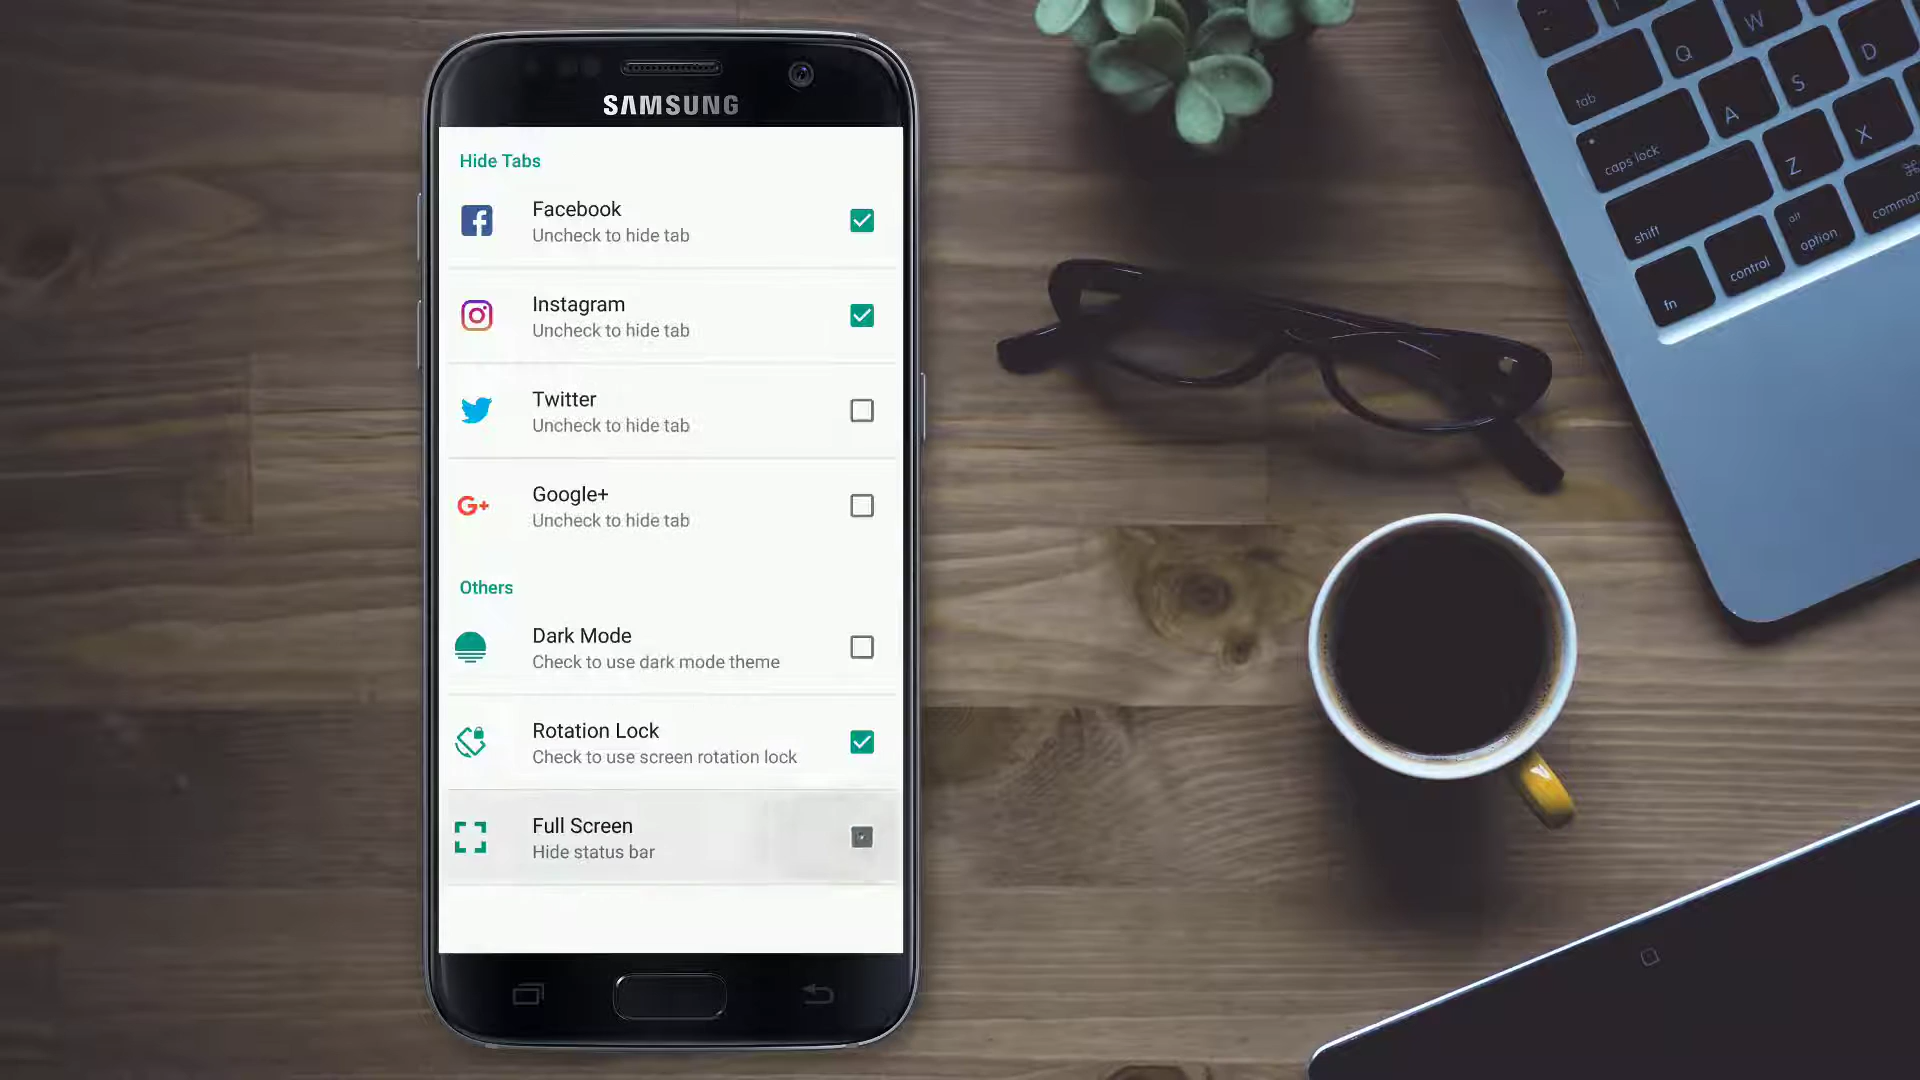 SAMSUNG
Hide Tabs
Facebook
Uncheck to hide tab
Instagram
Uncheck to hide tab
Twitter
Uncheck to hide tab
G+
Google+
Uncheck to hide tab
Others
Dark Mode
Check to use dark mode theme
Rotation Lock
Check to use screen rotation lock
Full Screen
Hide status bar
Q
W
tab
A
S
D
caps lock
Z
X
shift
fn
control
alt
option
⌘